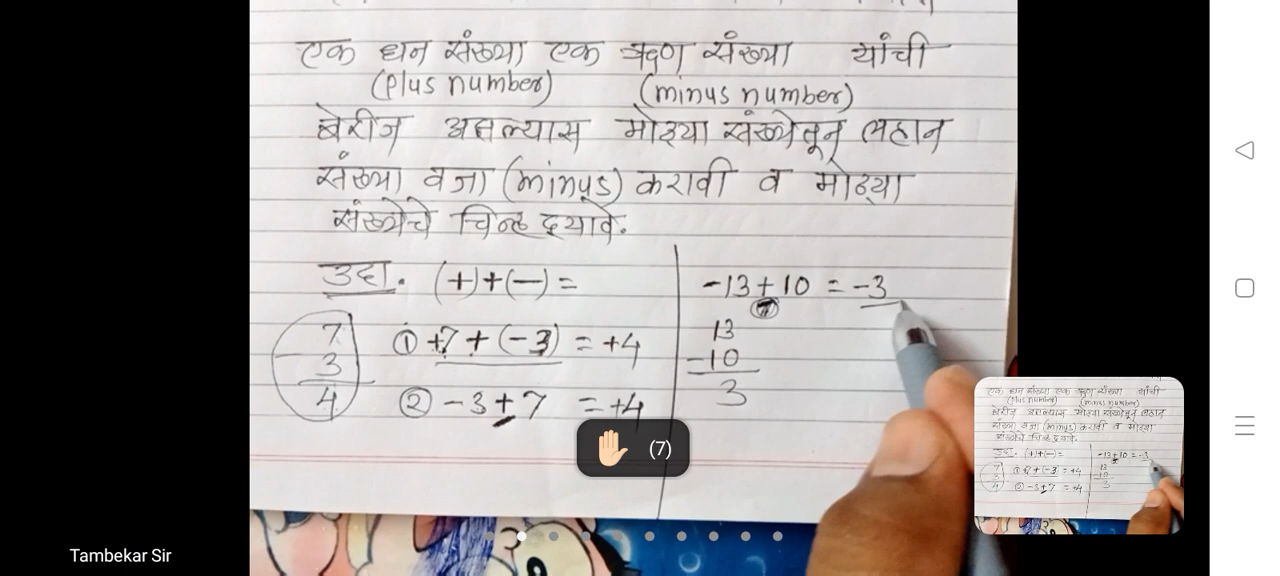 एक धन संख्या एक ऋण संख्या यांची
(plus number) (minus number)
बेरीज असल्यास मोठ्या संख्येतून लहान
संख्या वजा (minus) करावी व मोठ्या
संख्येचे चिन्ह द्यावे.
उदा. (+)+(−)=
7
− 3
4
① +7 + (−3) = +4
② −3+7 = +4
−13+10 = −3
13
−10
3
(7)
Tambekar Sir